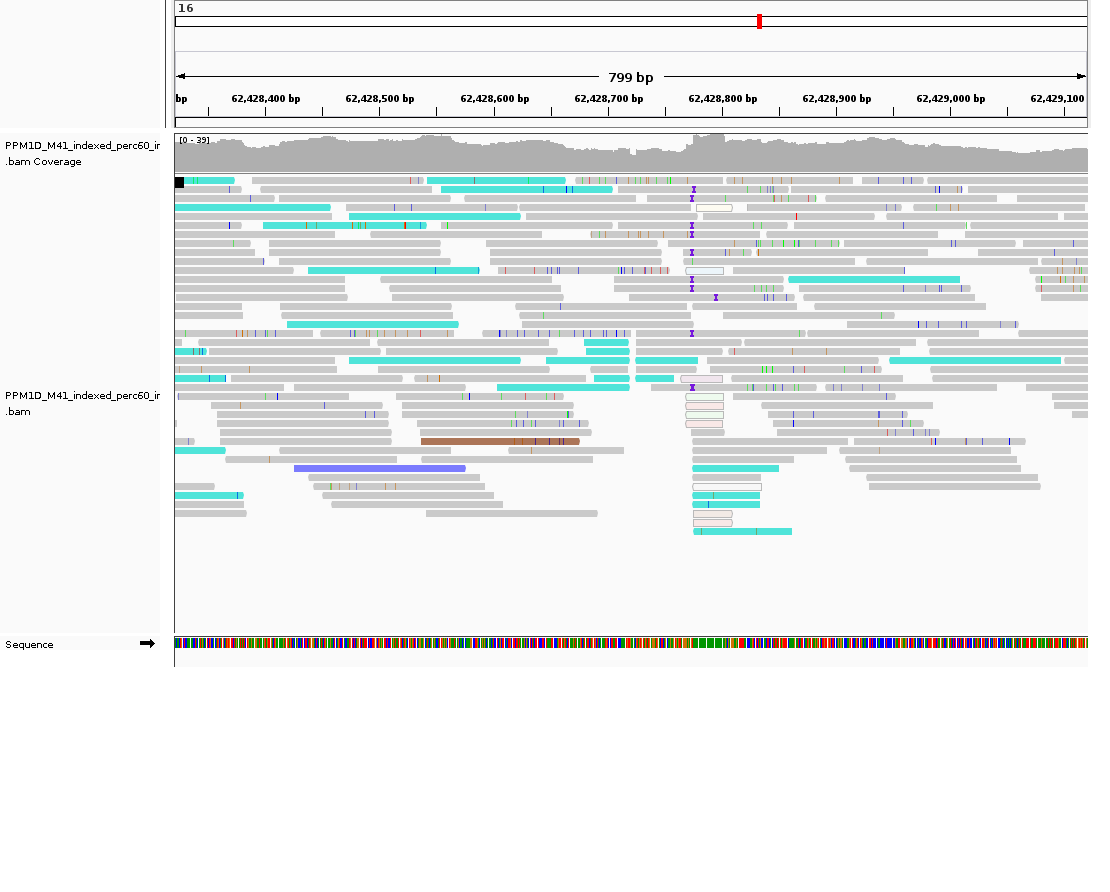 16
799 bp
bp 62,428,400 bp 62,428,500 bp 62,428,600 bp 62,428,700 bp 62,428,800 bp 62,428,900 bp 62,429,000 bp 62,429,100
PPM1D_M41_indexed_perc60_ir
.bam Coverage
[0 - 39]
PPM1D_M41_indexed_perc60_ir
.bam
Sequence